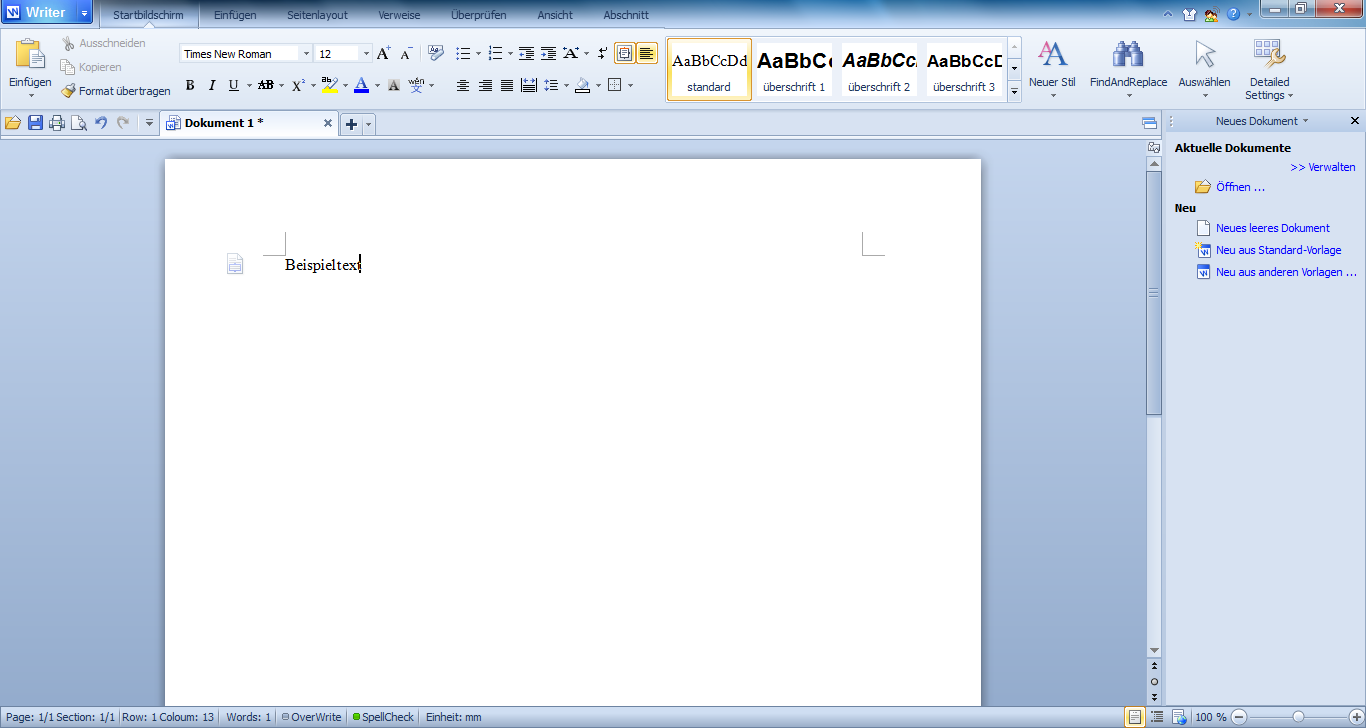 Writer
Startbildschirm Einfügen Seitenlayout Verweise Überprüfen Ansicht Abschnitt
Einfügen
Ausschneiden
Kopieren
Format übertragen
Times New Roman 12
AaBbCcDd
standard
AaBbCc
überschrift 1
AaBbCc
überschrift 2
AaBbCcD
überschrift 3
Neuer Stil
FindAndReplace
Auswählen
Detailed
Settings
Dokument 1 *
Beispieltext
Neues Dokument
Aktuelle Dokumente
>> Verwalten
Öffnen ...
Neu
Neues leeres Dokument
Neu aus Standard-Vorlage
Neu aus anderen Vorlagen ...
Page: 1/1 Section: 1/1 Row: 1 Coloum: 13 Words: 1 OverWrite SpellCheck Einheit: mm 100 %